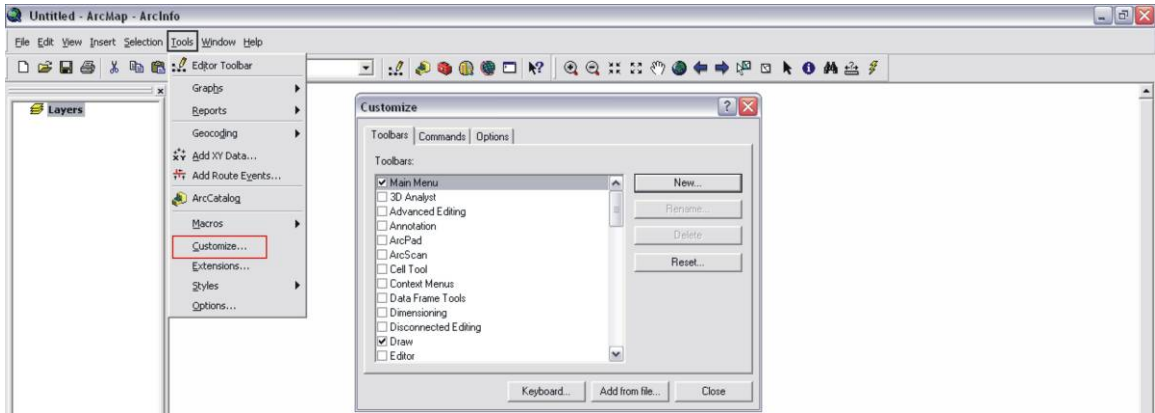 Untitled - ArcMap - ArcInfo
File Edit View Insert Selection Tools Window Help
Editor Toolbar
Graphs
Reports
Geocoding
Add XY Data...
Add Route Events...
ArcCatalog
Macros
Customize...
Extensions...
Styles
Options...
Layers
Customize
Toolbars Commands Options
Toolbars:
Main Menu
3D Analyst
Advanced Editing
Annotation
ArcPad
ArcScan
Cell Tool
Context Menus
Data Frame Tools
Dimensioning
Disconnected Editing
Draw
Editor
New...
Rename...
Delete
Reset...
Keyboard... Add from file... Close